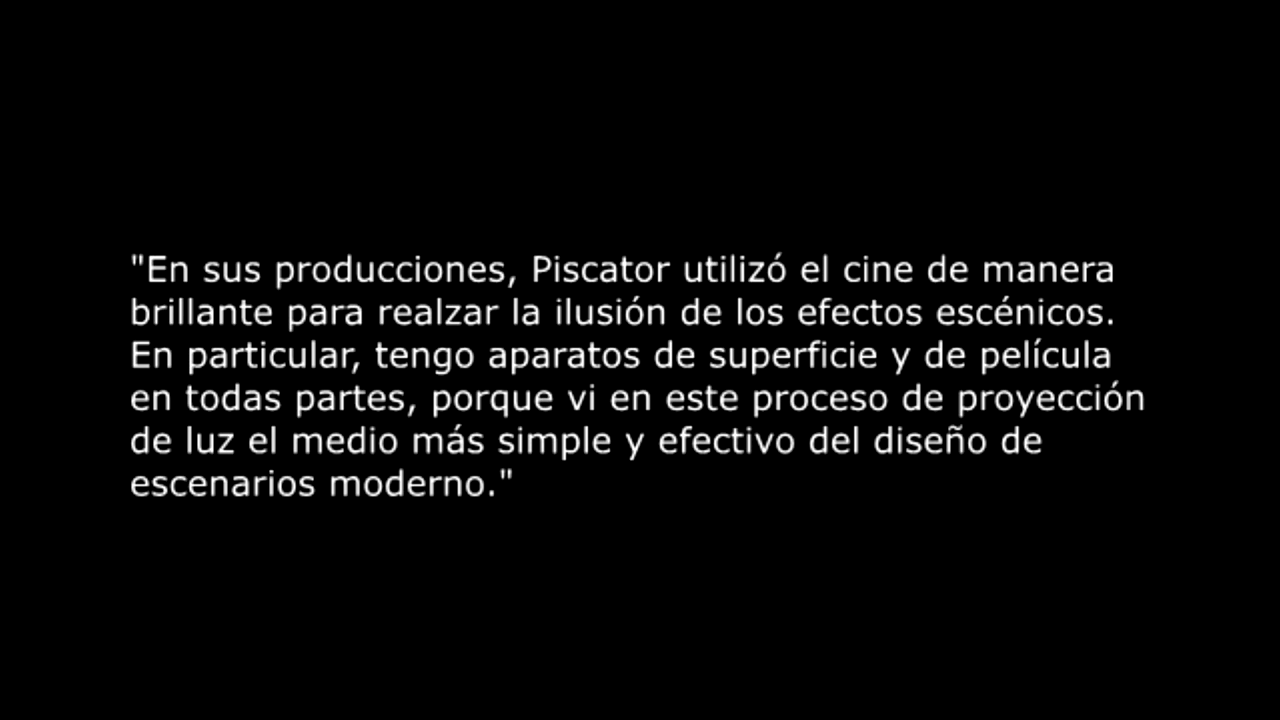 "En sus producciones, Piscator utilizó el cine de manera
brillante para realzar la ilusión de los efectos escénicos.
En particular, tengo aparatos de superficie y de película
en todas partes, porque vi en este proceso de proyección
de luz el medio más simple y efectivo del diseño de
escenarios moderno."